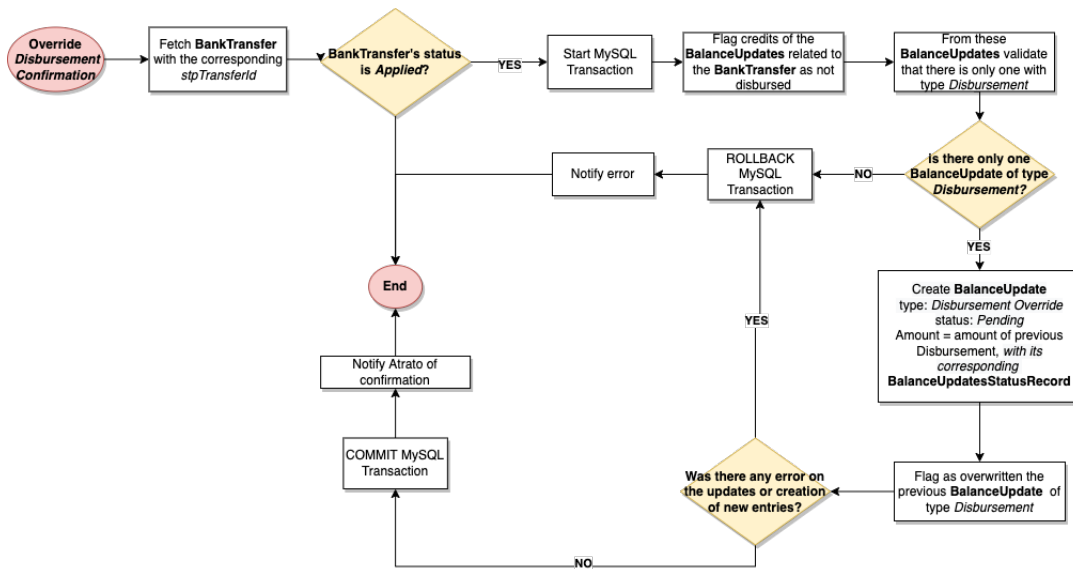 Override
Disbursement
Confirmation
Fetch BankTransfer
with the corresponding
stpTransferId
BankTransfer's status
is Applied?
YES
Start MySQL
Transaction
Flag credits of the
BalanceUpdates related
to the BankTransfer as not
disbursed
From these
BalanceUpdates validate
that there is only one with
type Disbursement
Is there only one
BalanceUpdate of type
Disbursement?
NO
ROLLBACK
MySQL
Transaction
Notify error
YES
Create BalanceUpdate
type: Disbursement Override
status: Pending
Amount = amount of previous
Disbursement, with its
corresponding
BalanceUpdatesStatusRecord
Flag as overwritten the
previous BalanceUpdate of
type Disbursement
Was there any error on
the updates or creation
of new entries?
YES
NO
COMMIT MySQL
Transaction
Notify Atrato of
confirmation
End